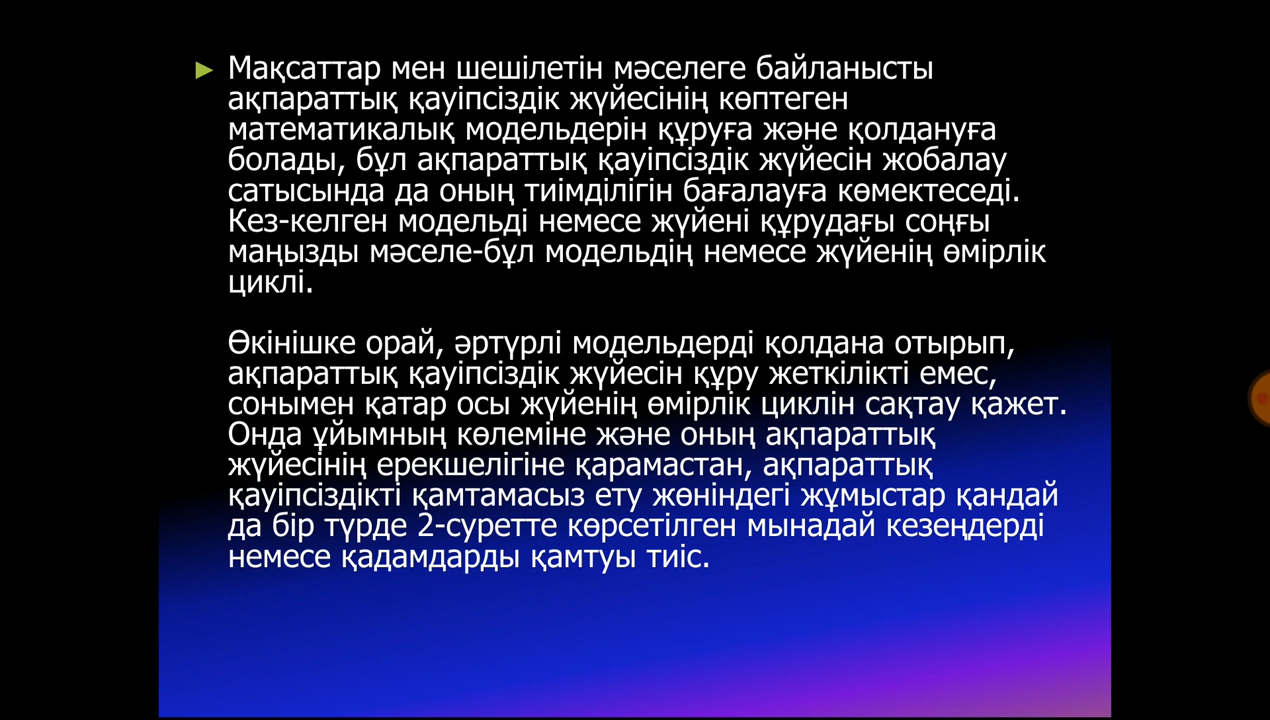 Мақсаттар мен шешілетін мәселеге байланысты
ақпараттық қауіпсіздік жүйесінің көптеген
математикалық модельдерін құруға және қолдануға
болады, бұл ақпараттық қауіпсіздік жүйесін жобалау
сатысында да оның тиімділігін бағалауға көмектеседі.
Кез-келген модельді немесе жүйені құрудағы соңғы
маңызды мәселе-бұл модельдің немесе жүйенің өмірлік
циклі.
Өкінішке орай, әртүрлі модельдерді қолдана отырып,
ақпараттық қауіпсіздік жүйесін құру жеткілікті емес,
сонымен қатар осы жүйенің өмірлік циклін сақтау қажет.
Онда ұйымның көлеміне және оның ақпараттық
жүйесінің ерекшелігіне қарамастан, ақпараттық
қауіпсіздікті қамтамасыз ету жөніндегі жұмыстар қандай
да бір түрде 2-суретте көрсетілген мынадай кезеңдерді
немесе қадамдарды қамтуы тиіс.